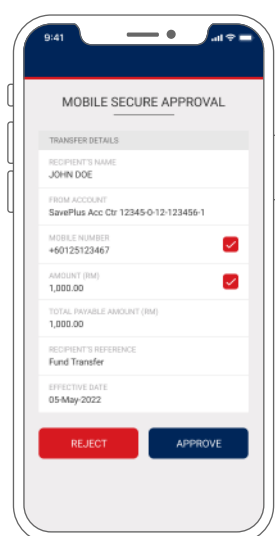 9:41
MOBILE SECURE APPROVAL
TRANSFER DETAILS
RECIPIENT'S NAME
JOHN DOE
FROM ACCOUNT
SavePlus Acc Ctr 12345-0-12-123456-1
MOBILE NUMBER
+60125123467
AMOUNT (RM)
1,000.00
TOTAL PAYABLE AMOUNT (RM)
1,000.00
RECIPIENT'S REFERENCE
Fund Transfer
EFFECTIVE DATE
05-May-2022
REJECT
APPROVE